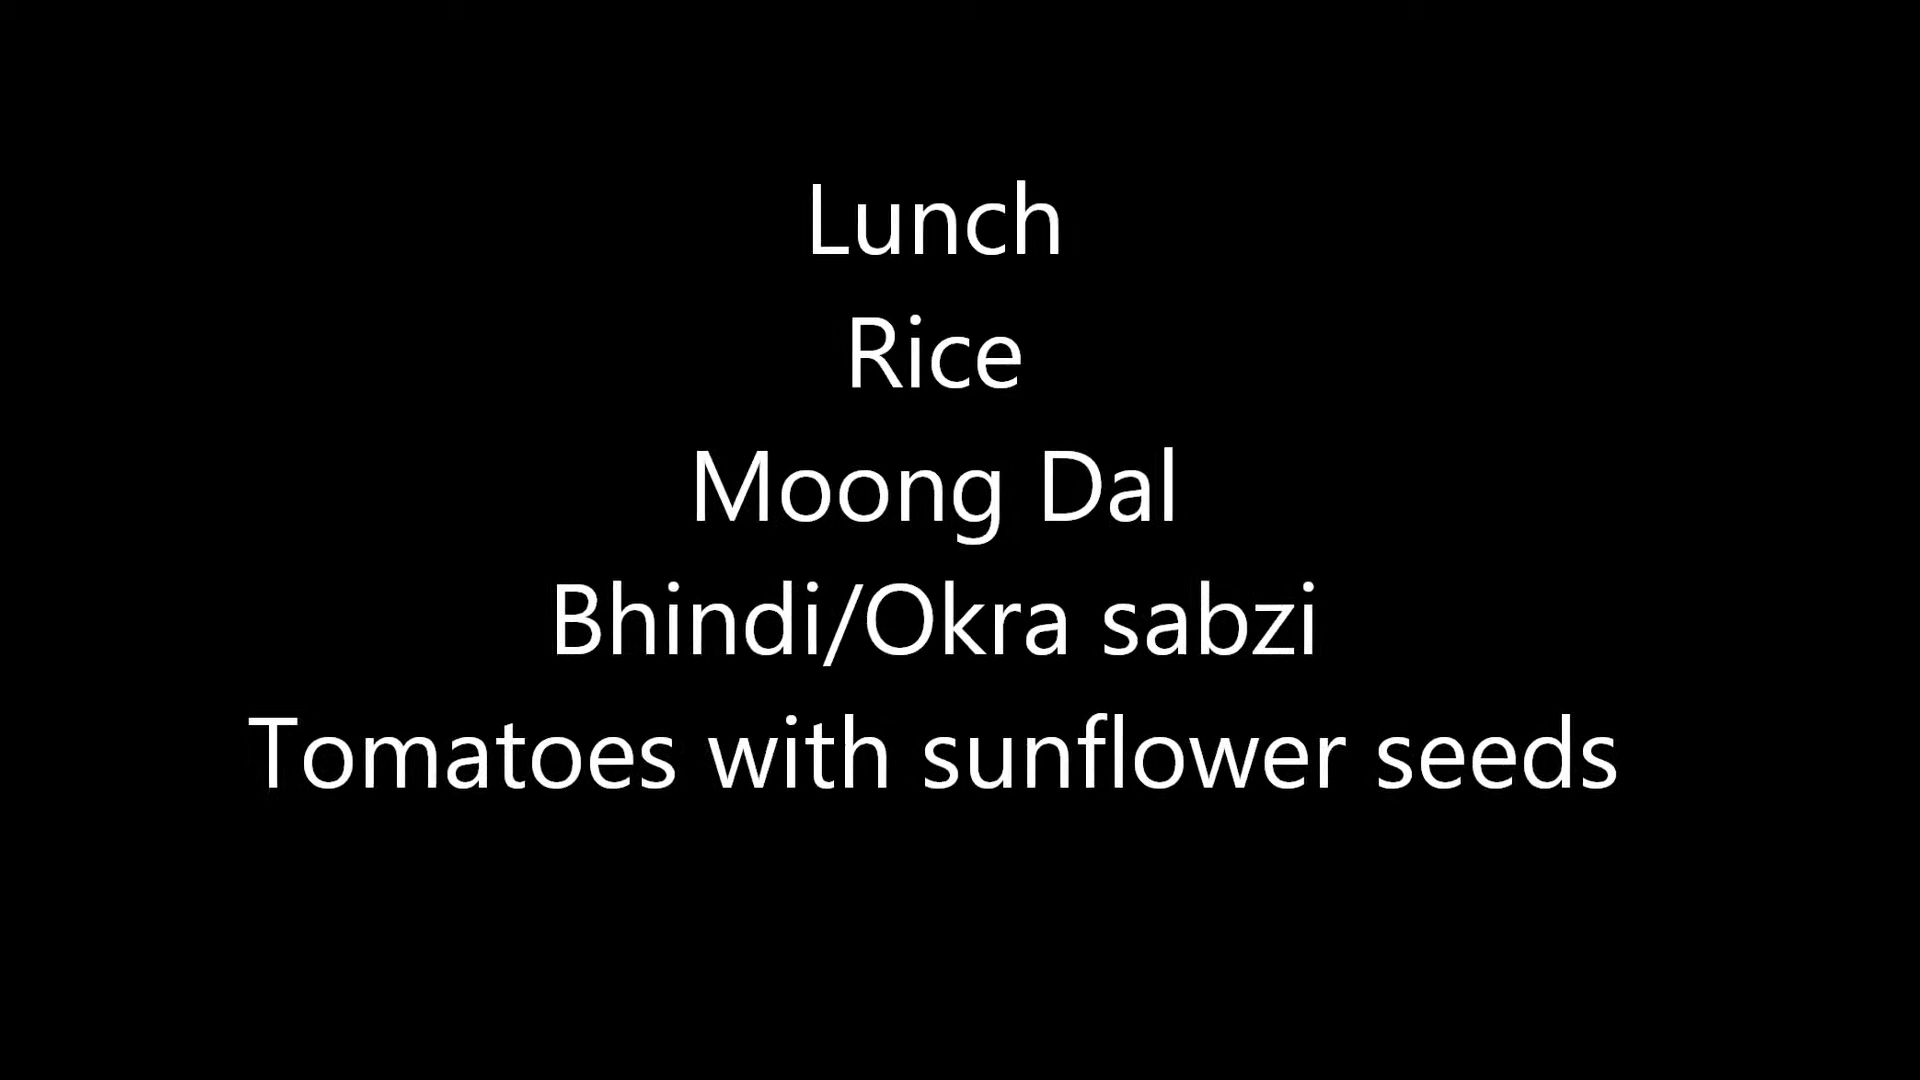 Lunch
Rice
Moong Dal
Bhindi/Okra sabzi
Tomatoes with sunflower seeds